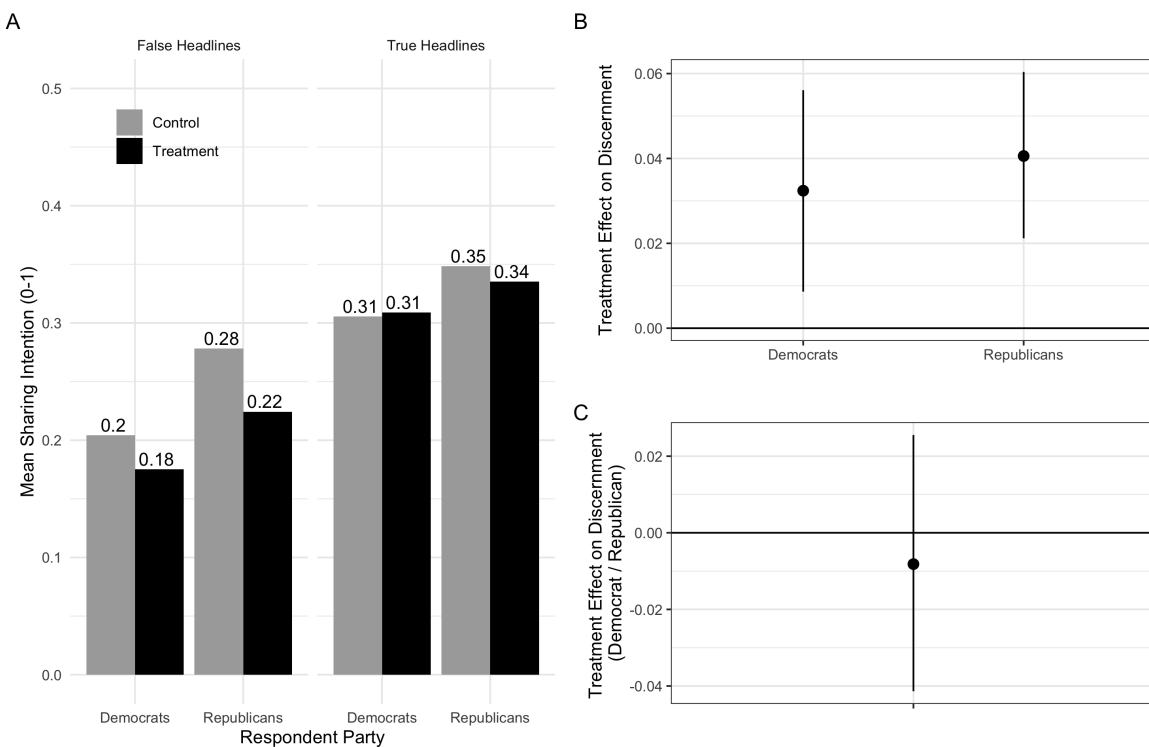 A
False Headlines
True Headlines
0.5
0.4
0.3
0.2
0.1
0.0
Mean Sharing Intention (0-1)
Control
Treatment
0.2
0.18
0.28
0.22
0.31
0.31
0.35
0.34
Democrats
Republicans
Democrats
Republicans
Respondent Party
B
Treattment Effect on Discernment
0.06
0.04
0.02
0.00
Democrats
Republicans
C
Treatment Effect on Discernment
(Democrat / Republican)
0.02
0.00
-0.02
-0.04